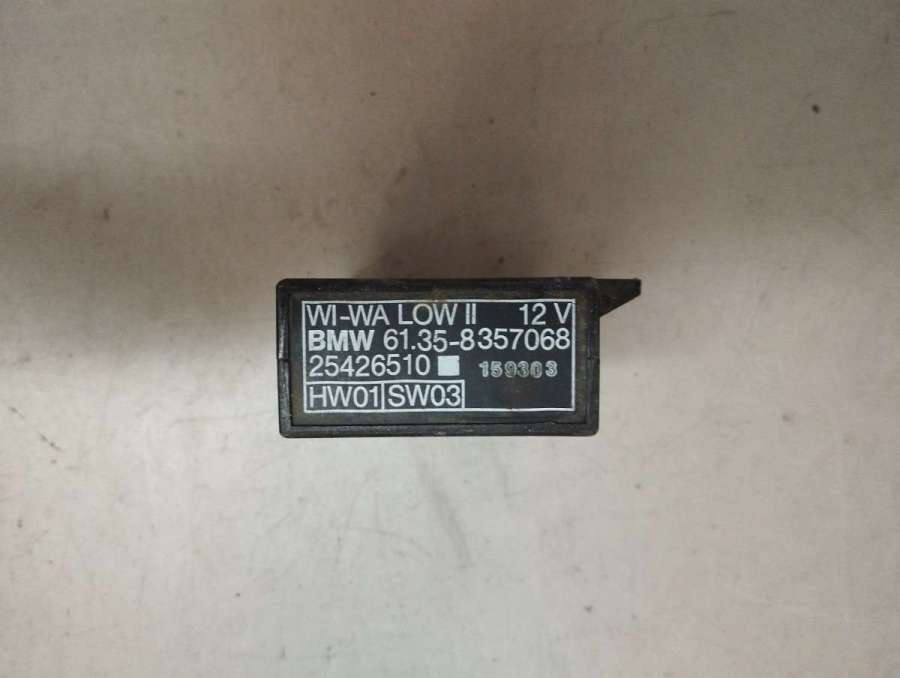 WI-WA LOW II 12 V
BMW 61.35-8357068
25426510 159303
HW01 SW03